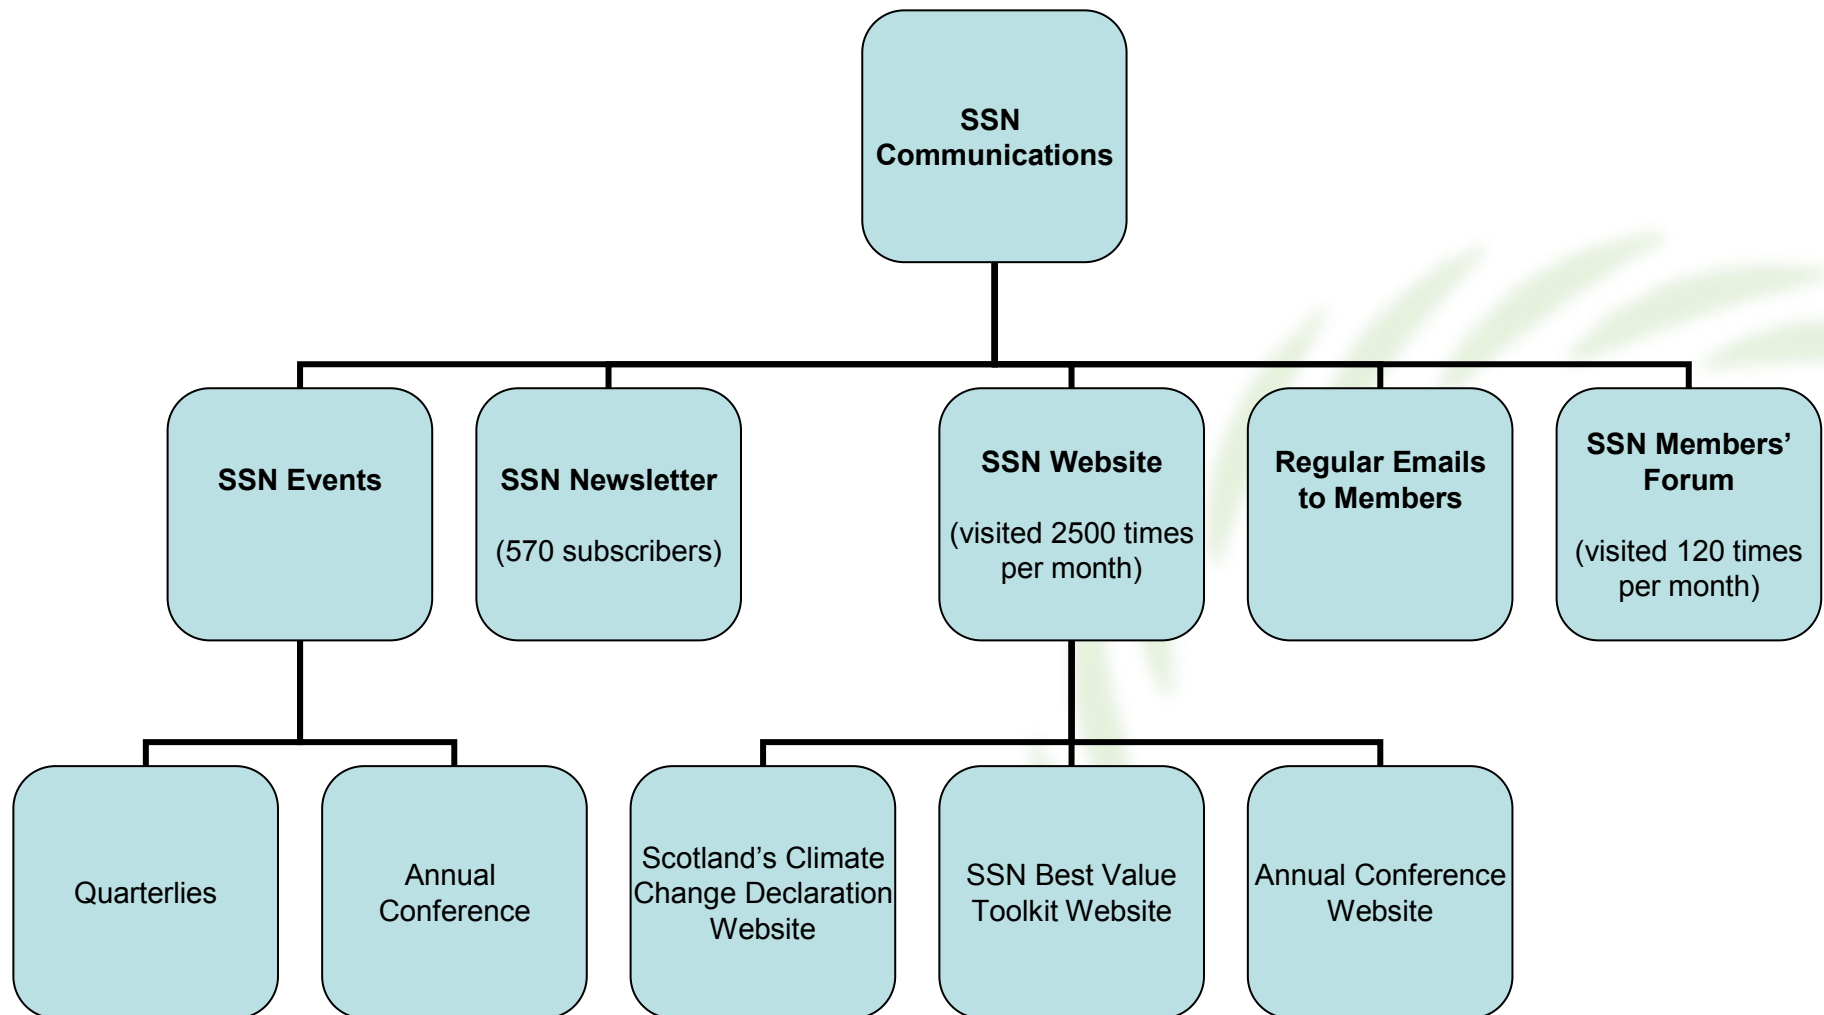 SSN
Communications
SSN Events
SSN Newsletter
(570 subscribers)
SSN Website
(visited 2500 times
per month)
Regular Emails
to Members
SSN Members’
Forum
(visited 120 times
per month)
Quarterlies
Annual
Conference
Scotland’s Climate
Change Declaration
Website
SSN Best Value
Toolkit Website
Annual Conference
Website